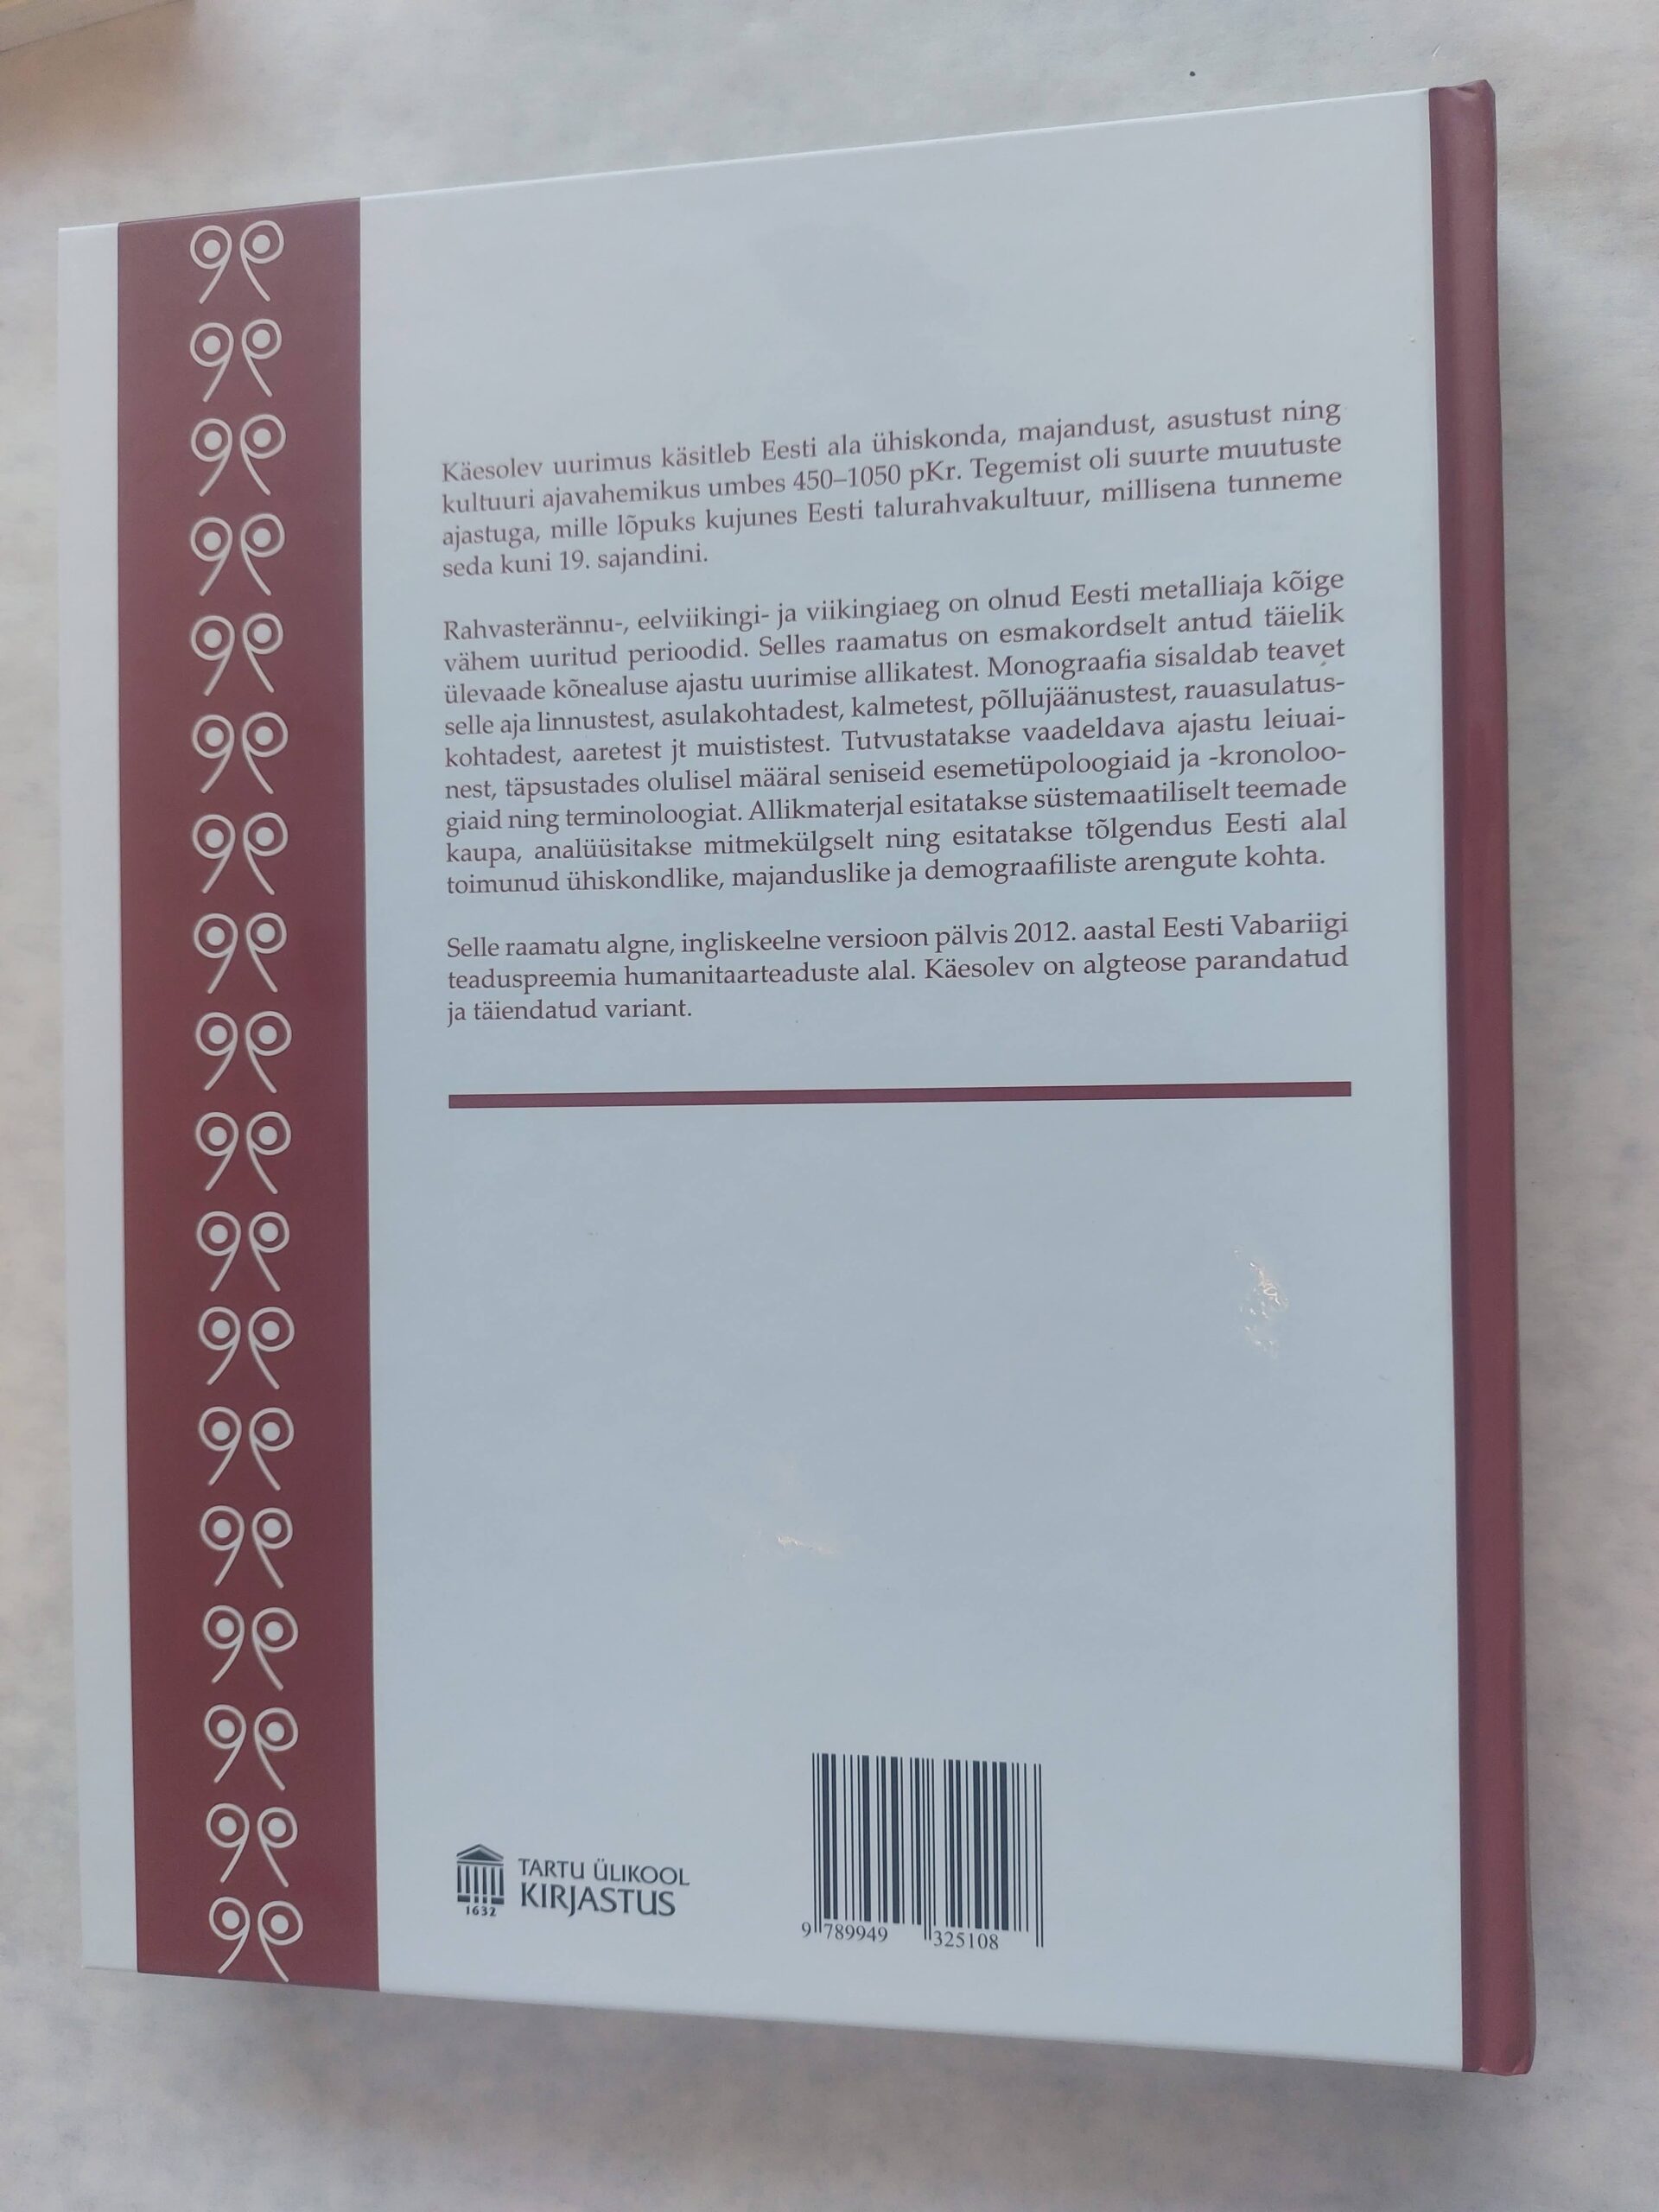 Käesolev uurimus käsitleb Eesti ala ühiskonda, majandust, asustust ning
kultuuri ajavahemikus umbes 450–1050 pKr. Tegemist oli suurte muutuste
ajastuga, mille lõpuks kujunes Eesti talurahvakultuur, millisena tunneme
seda kuni 19. sajandini.
Rahvasterännu-, eelviikingi- ja viikingiaeg on olnud Eesti metalliaja kõige
vähem uuritud perioodid. Selles raamatus on esmakordselt antud täielik
ülevaade kõnealuse ajastu uurimise allikatest. Monograafia sisaldab teavet
selle aja linnustest, asulakohtadest, kalmetest, põllujäänustest, rauasulatus-
kohtadest, aaretest jt muististest. Tutvustatakse vaadeldava ajastu leiuai-
nest, täpsustades olulisel määral seniseid esemetüpoloogiaid ja -kronoloo-
giaid ning terminoloogiat. Allikmaterjal esitatakse süstemaatiliselt teemade
kaupa, analüüsitakse mitmekülgselt ning esitatakse tõlgendus Eesti alal
toimunud ühiskondlike, majanduslike ja demograafiliste arengute kohta.
Selle raamatu algne, ingliskeelne versioon pälvis 2012. aastal Eesti Vabariigi
teaduspreemia humanitaarteaduste alal. Käesolev on algteose parandatud
ja täiendatud variant.
TARTU ÜLIKOOL
KIRJASTUS
1632
9 789949 325108